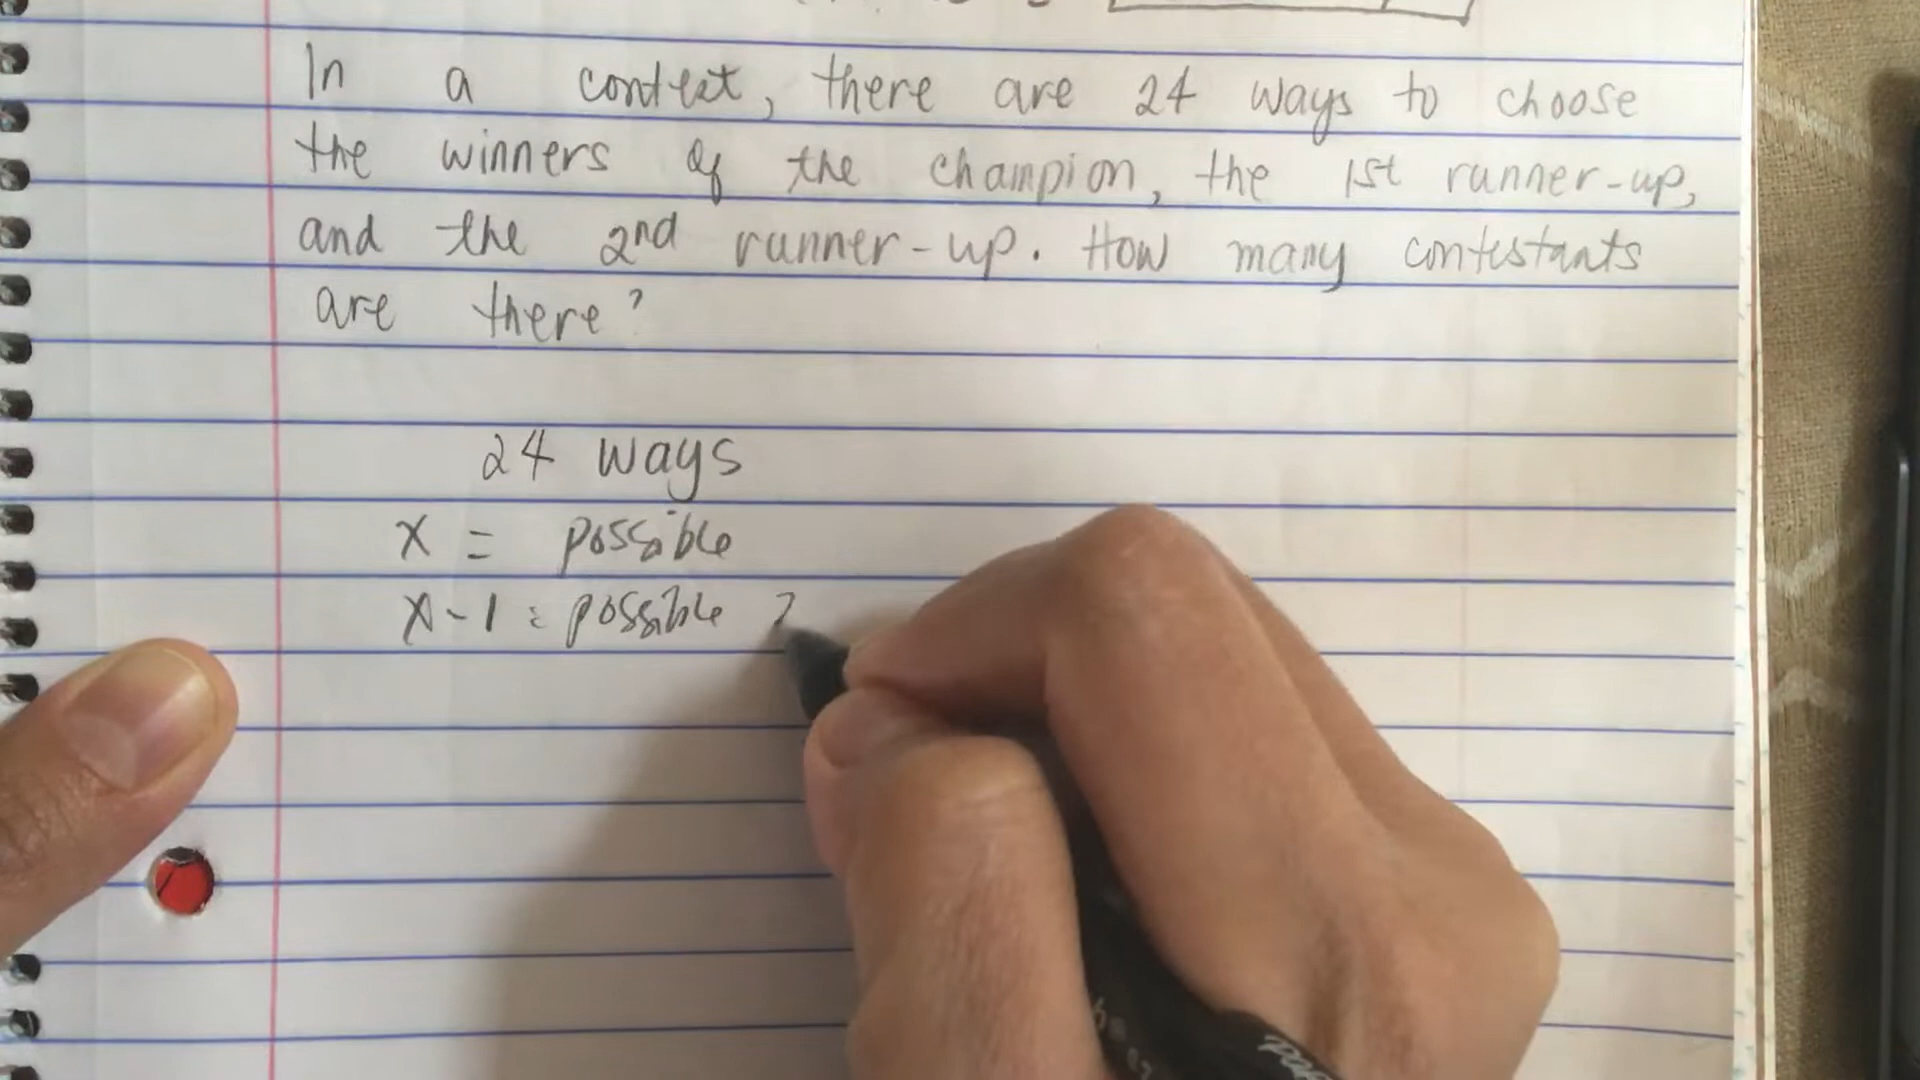 In a contest, there are 24 ways to choose
the winners of the champion, the 1st runner-up,
and the 2nd runner-up. How many contestants
are there?
24 ways
x = possible
x - 1 = possible 2